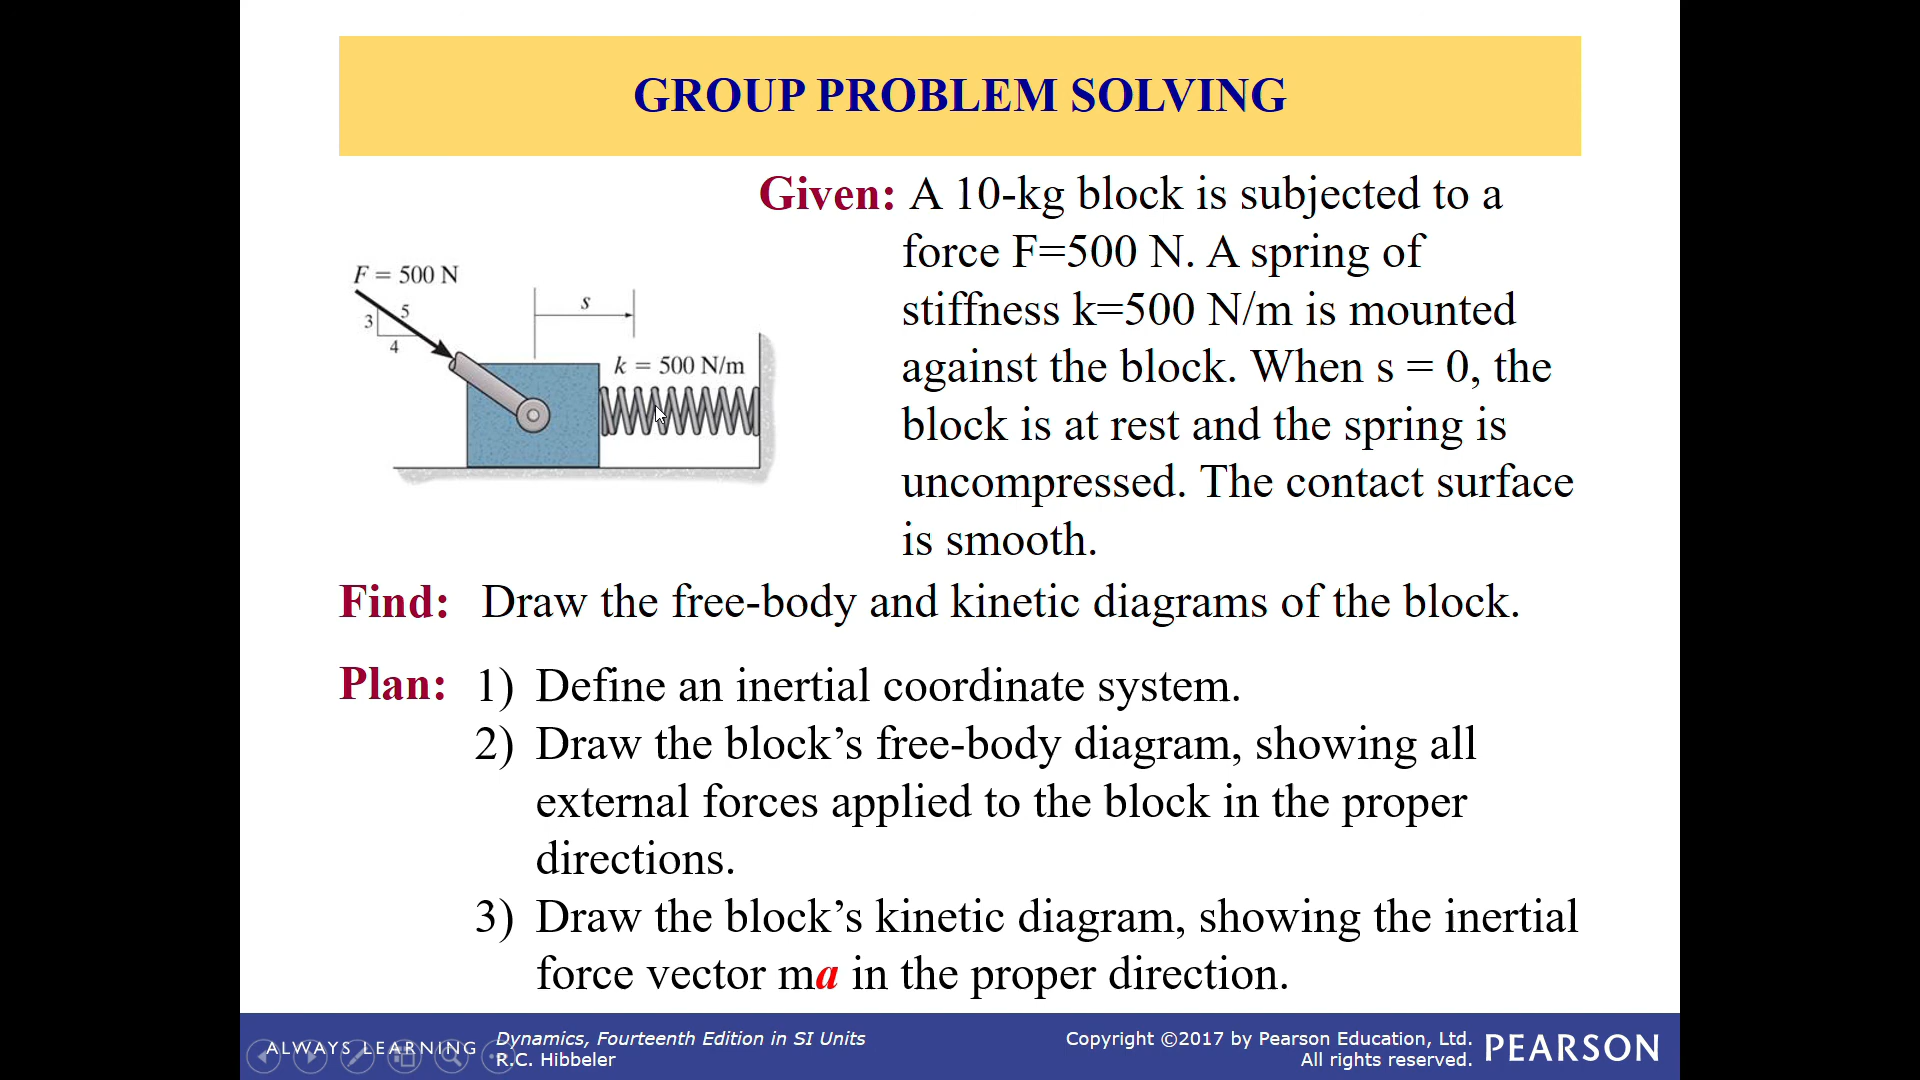 GROUP PROBLEM SOLVING
Given: A 10-kg block is subjected to a
force F=500 N. A spring of
stiffness k=500 N/m is mounted
against the block. When s = 0, the
block is at rest and the spring is
uncompressed. The contact surface
is smooth.
F = 500 N
5
3
4
s
k = 500 N/m
Find: Draw the free-body and kinetic diagrams of the block.
Plan: 1) Define an inertial coordinate system.
2) Draw the block’s free-body diagram, showing all
external forces applied to the block in the proper
directions.
3) Draw the block’s kinetic diagram, showing the inertial
force vector ma in the proper direction.
ALWAYS LEARNING
Dynamics, Fourteenth Edition in SI Units
R.C. Hibbeler
Copyright ©2017 by Pearson Education, Ltd.
All rights reserved.
PEARSON